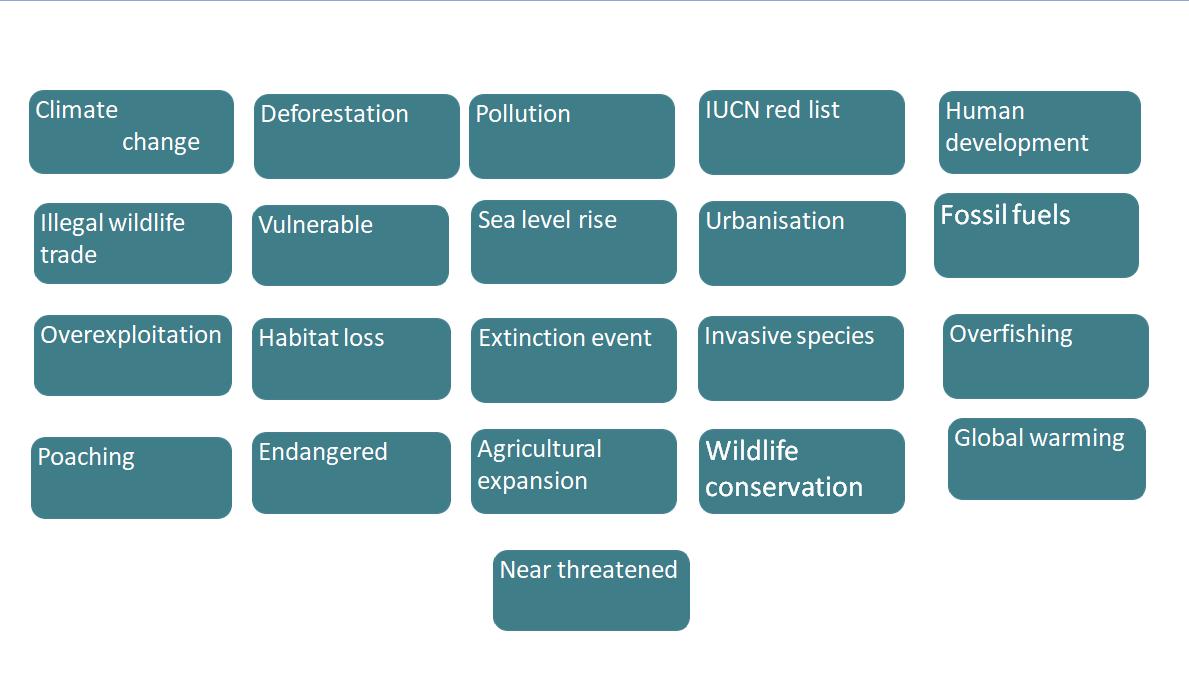 Climate
change
Deforestation
Pollution
IUCN red list
Human
development
Illegal wildlife
trade
Vulnerable
Sea level rise
Urbanisation
Fossil fuels
Overexploitation
Habitat loss
Extinction event
Invasive species
Overfishing
Poaching
Endangered
Agricultural
expansion
Wildlife
conservation
Global warming
Near threatened